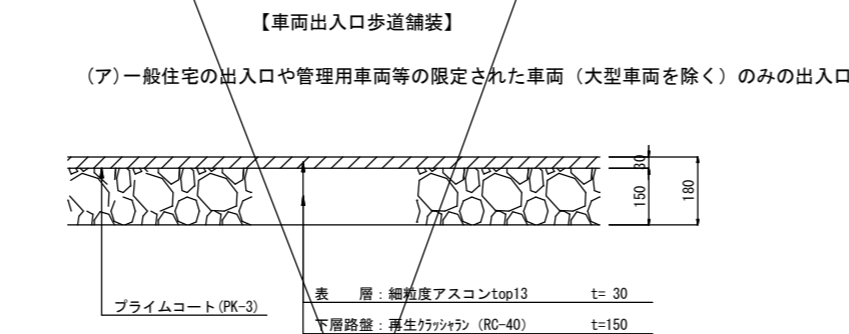 【車両出入口歩道舗装】
(ア)一般住宅の出入口や管理用車両等の限定された車両（大型車両を除く）のみの出入口
30
150
180
表　層：細粒度アスコンtop13　t= 30
プライムコート(PK-3)
下層路盤：再生ｸﾗｯｼｬﾗﾝ（RC-40）　t=150